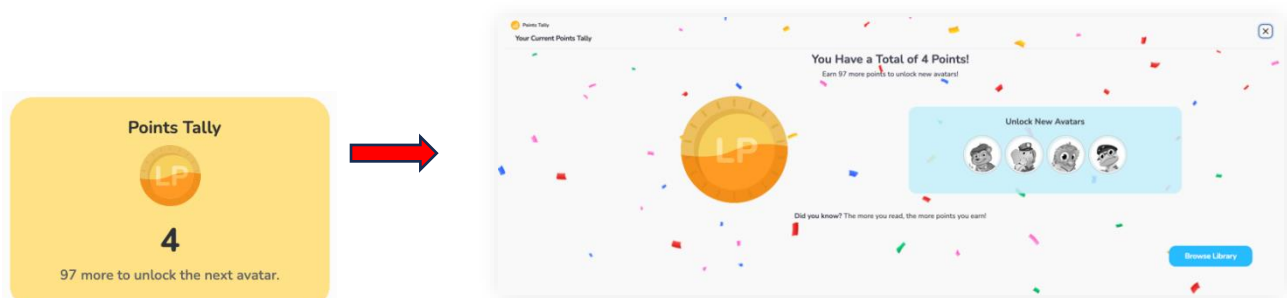 Points Tally
LP
4
97 more to unlock the next avatar.
Points Tally
Your Current Points Tally
You Have a Total of 4 Points!
Earn 97 more points to unlock new avatars!
LP
Unlock New Avatars
Did you know? The more you read, the more points you earn!
Browse Library